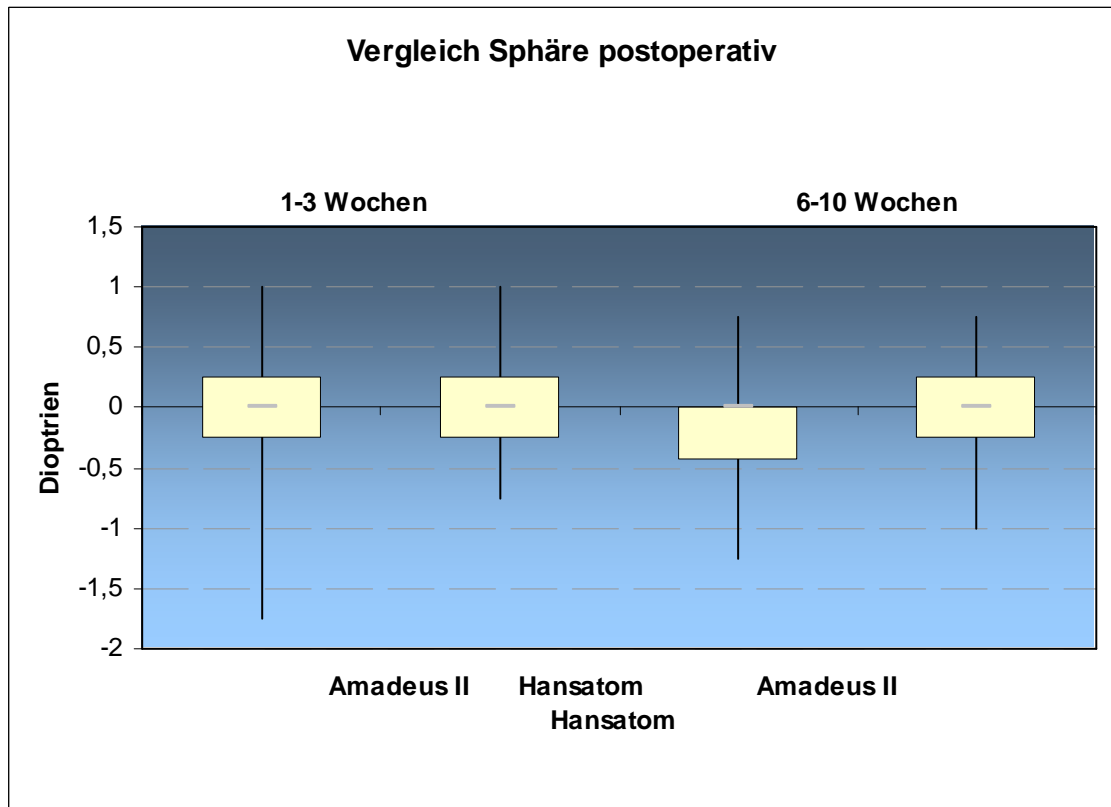 Vergleich Sphäre postoperativ
1-3 Wochen 6-10 Wochen
1,5
1
0,5
0
-0,5
-1
-1,5
-2
Dioptrien
Amadeus II Hansatom Amadeus II
Hansatom